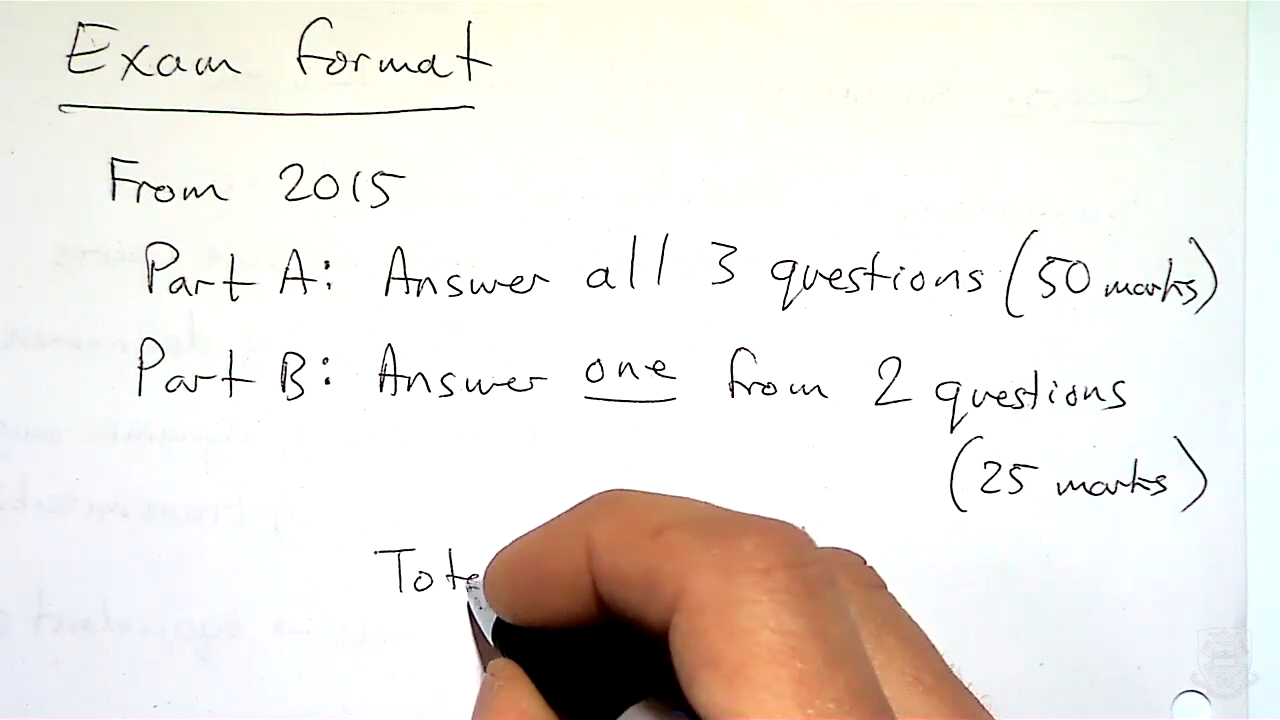 Exam format
From 2015
Part A: Answer all 3 questions (50 marks)
Part B: Answer one from 2 questions
(25 marks)